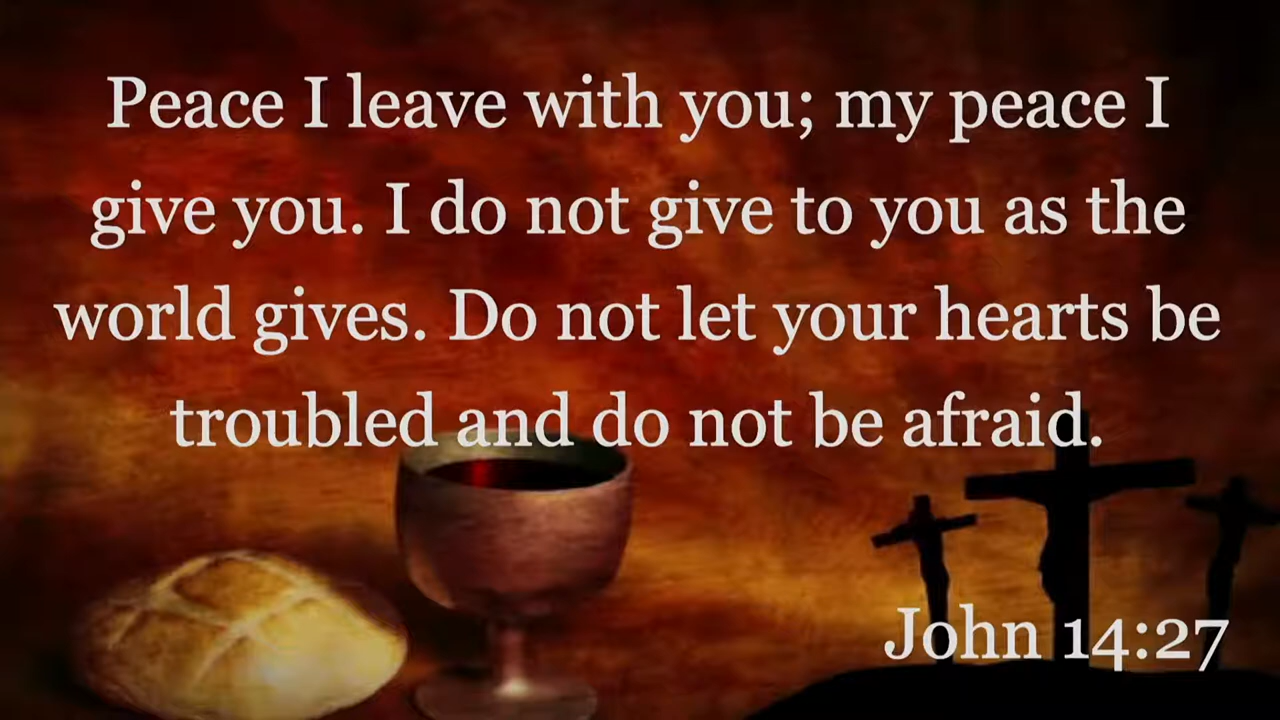 Peace I leave with you; my peace I
give you. I do not give to you as the
world gives. Do not let your hearts be
troubled and do not be afraid.
John 14:27